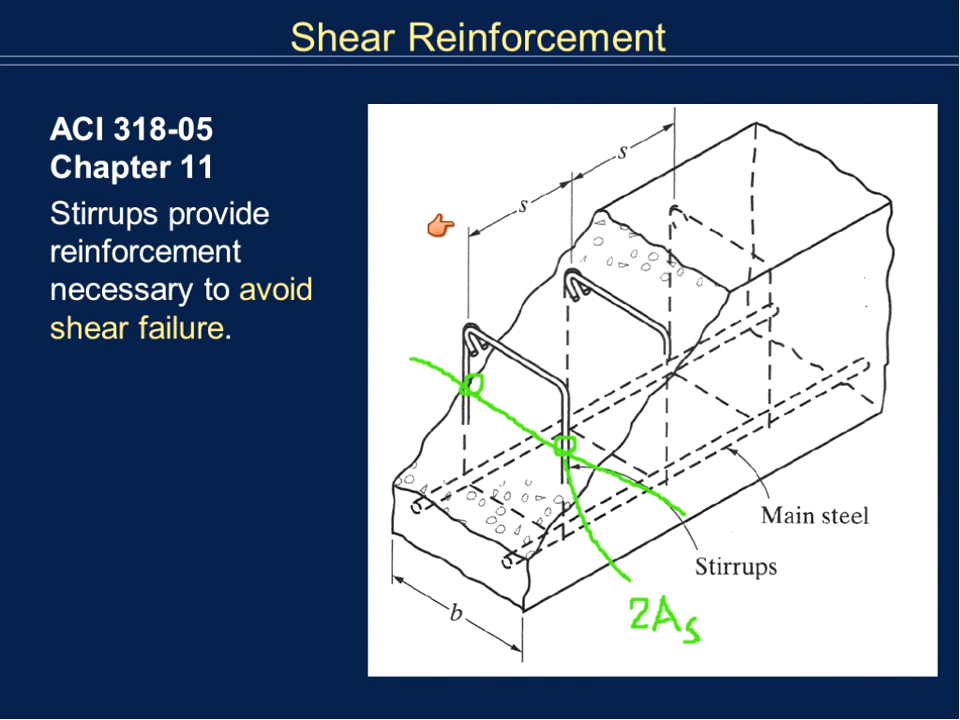 Shear Reinforcement
ACI 318-05
Chapter 11
Stirrups provide
reinforcement
necessary to avoid
shear failure.
s
s
Main steel
Stirrups
b
2As